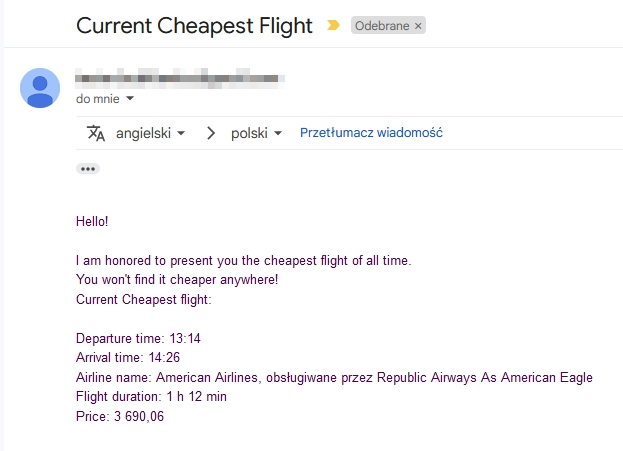 Current Cheapest Flight
Odebrane ×
do mnie
angielski > polski Przetłumacz wiadomość
Hello!
I am honored to present you the cheapest flight of all time.
You won't find it cheaper anywhere!
Current Cheapest flight:
Departure time: 13:14
Arrival time: 14:26
Airline name: American Airlines, obsługiwane przez Republic Airways As American Eagle
Flight duration: 1 h 12 min
Price: 3 690,06